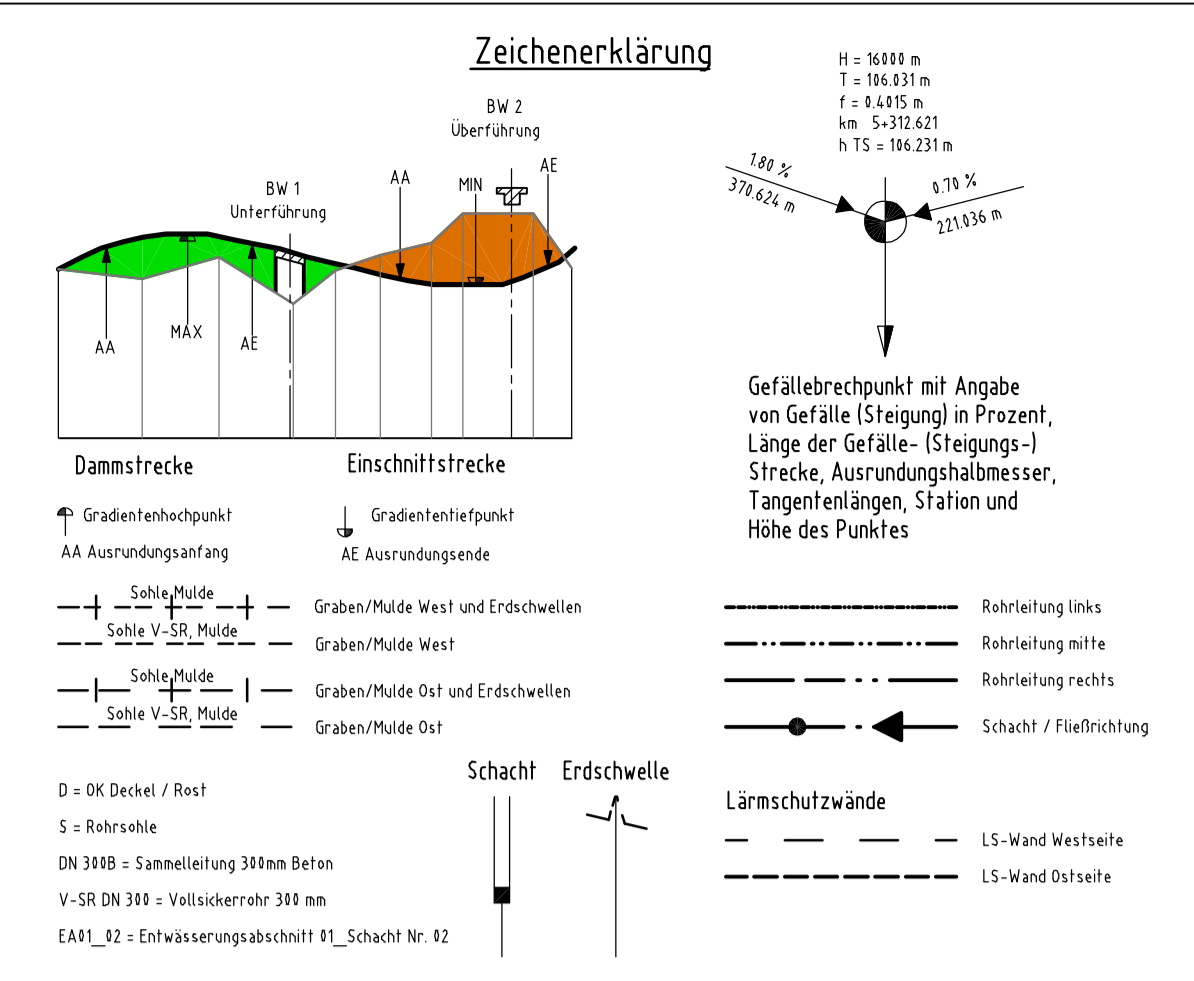 Zeichenerklärung
BW 2
Überführung
AA
MIN
AE
BW 1
Unterführung
AA
MAX
AE
H = 16000 m
T = 106.031 m
f = 0.4015 m
km 5+312.621
h TS = 106.231 m
1.80 %
370.624 m
0.70 %
221.036 m
Gefällebrechpunkt mit Angabe
von Gefälle (Steigung) in Prozent,
Länge der Gefälle- (Steigungs-)
Strecke, Ausrundungshalbmesser,
Tangentenlängen, Station und
Höhe des Punktes
Dammstrecke
Einschnittstrecke
Gradientenhochpunkt
Gradiententiefpunkt
AA Ausrundungsanfang
AE Ausrundungsende
Sohle Mulde
Graben/Mulde West und Erdschwellen
Sohle V-SR, Mulde
Graben/Mulde West
Sohle Mulde
Graben/Mulde Ost und Erdschwellen
Sohle V-SR, Mulde
Graben/Mulde Ost
Rohrleitung links
Rohrleitung mitte
Rohrleitung rechts
Schacht / Fließrichtung
D = OK Deckel / Rost
S = Rohrsohle
DN 300B = Sammelleitung 300mm Beton
V-SR DN 300 = Vollsickerrohr 300 mm
EA01_02 = Entwässerungsabschnitt 01_Schacht Nr. 02
Schacht
Erdschwelle
Lärmschutzwände
LS-Wand Westseite
LS-Wand Ostseite